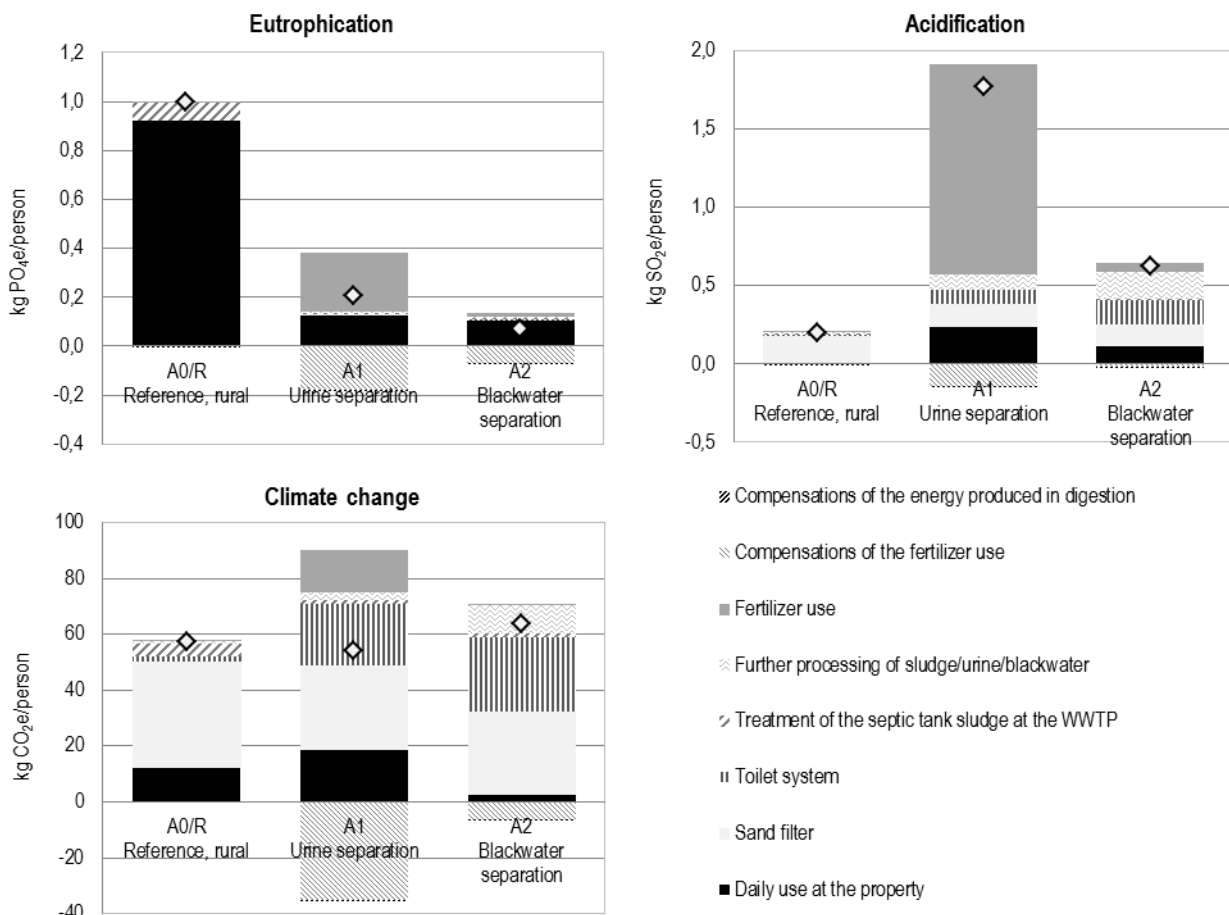 Eutrophication
kg PO₄e/person
1,2
1,0
0,8
0,6
0,4
0,2
0,0
-0,2
-0,4
A0/R
Reference, rural
A1
Urine separation
A2
Blackwater
separation
Acidification
kg SO₂e/person
2,0
1,5
1,0
0,5
0,0
-0,5
A0/R
Reference, rural
A1
Urine separation
A2
Blackwater
separation
Climate change
kg CO₂e/person
100
80
60
40
20
0
-20
-40
A0/R
Reference, rural
A1
Urine separation
A2
Blackwater
separation
Compensations of the energy produced in digestion
Compensations of the fertilizer use
Fertilizer use
Further processing of sludge/urine/blackwater
Treatment of the septic tank sludge at the WWTP
Toilet system
Sand filter
Daily use at the property